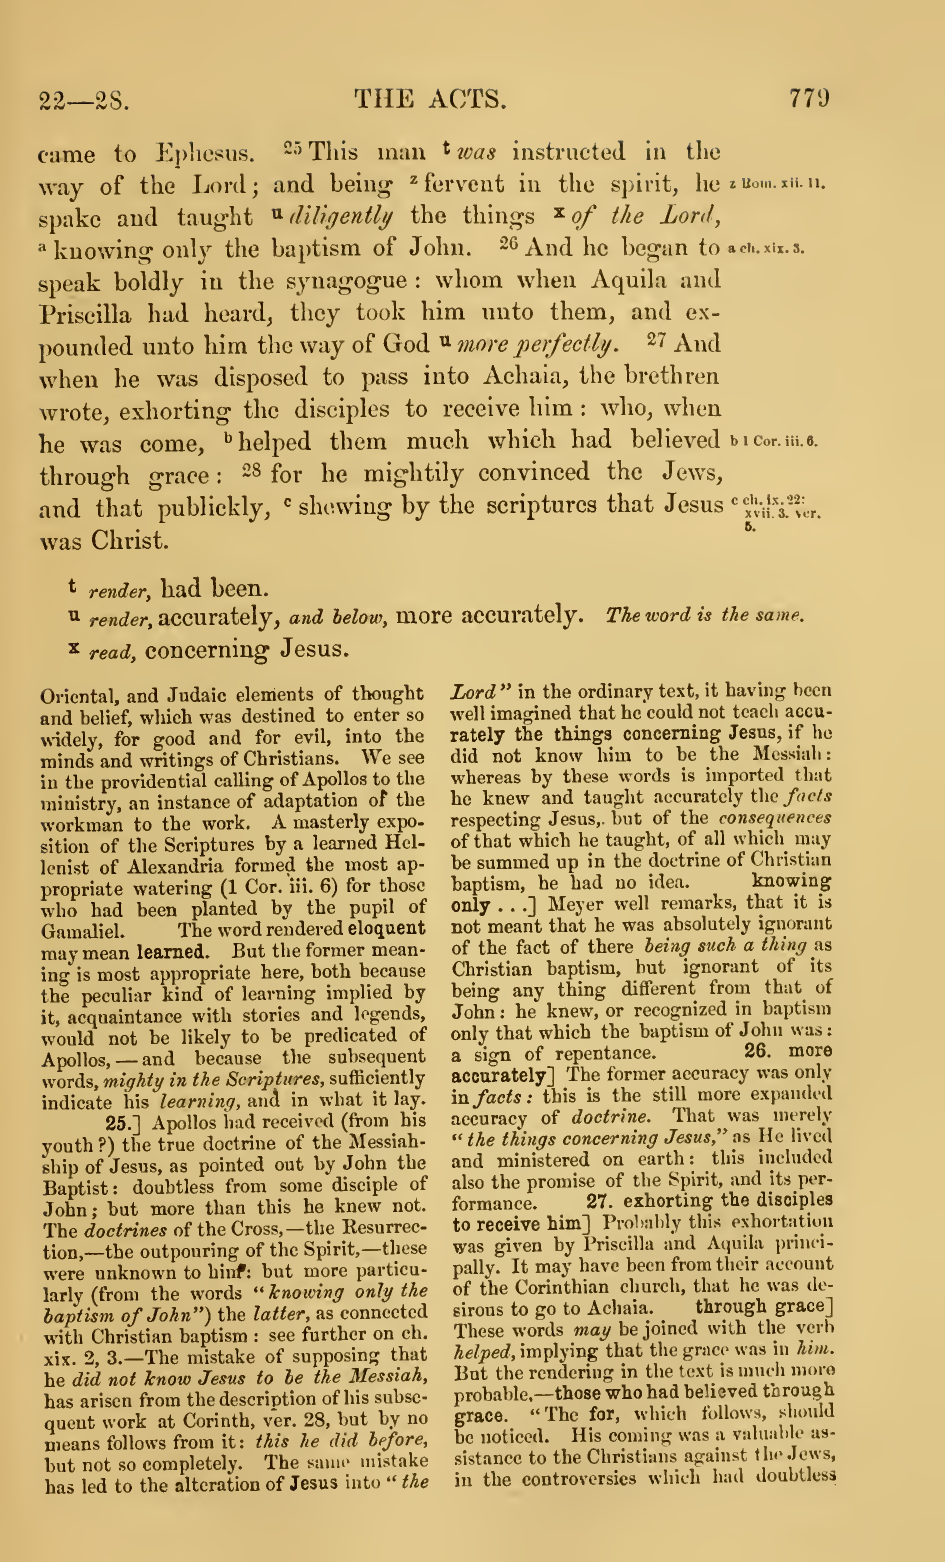 22—28.
THE ACTS.
779
came to Ephesus. 25 This man t was instructed in the
way of the Lord; and being z fervent in the spirit, he
z Rom. xii. 11.
spake and taught u diligently the things x of the Lord,
a knowing only the baptism of John. 26 And he began to
a ch. xix. 3.
speak boldly in the synagogue: whom when Aquila and
Priscilla had heard, they took him unto them, and ex-
pounded unto him the way of God u more perfectly. 27 And
when he was disposed to pass into Achaia, the brethren
wrote, exhorting the disciples to receive him: who, when
he was come, b helped them much which had believed
b 1 Cor. iii. 6.
through grace: 28 for he mightily convinced the Jews,
and that publickly, c shewing by the scriptures that Jesus
c ch. ix. 22:
xvii. 3. ver.
5.
was Christ.
t render, had been.
u render, accurately, and below, more accurately. The word is the same.
x read, concerning Jesus.
Oriental, and Judaic elements of thought
and belief, which was destined to enter so
widely, for good and for evil, into the
minds and writings of Christians. We see
in the providential calling of Apollos to the
ministry, an instance of adaptation of the
workman to the work. A masterly expo-
sition of the Scriptures by a learned Hel-
lenist of Alexandria formed the most ap-
propriate watering (1 Cor. iii. 6) for those
who had been planted by the pupil of
Gamaliel. The word rendered eloquent
may mean learned. But the former mean-
ing is most appropriate here, both because
the peculiar kind of learning implied by
it, acquaintance with stories and legends,
would not be likely to be predicated of
Apollos,—and because the subsequent
words, mighty in the Scriptures, sufficiently
indicate his learning, and in what it lay.
25.] Apollos had received (from his
youth?) the true doctrine of the Messiah-
ship of Jesus, as pointed out by John the
Baptist: doubtless from some disciple of
John; but more than this he knew not.
The doctrines of the Cross,—the Resurrec-
tion,—the outpouring of the Spirit,—these
were unknown to him: but more particu-
larly (from the words "knowing only the
baptism of John") the latter, as connected
with Christian baptism: see further on ch.
xix. 2, 3.—The mistake of supposing that
he did not know Jesus to be the Messiah,
has arisen from the description of his subse-
quent work at Corinth, ver. 28, but by no
means follows from it: this he did before,
but not so completely. The same mistake
has led to the alteration of Jesus into "the
Lord" in the ordinary text, it having been
well imagined that he could not teach accu-
rately the things concerning Jesus, if he
did not know him to be the Messiah:
whereas by these words is imported that
he knew and taught accurately the facts
respecting Jesus, but of the consequences
of that which he taught, of all which may
be summed up in the doctrine of Christian
baptism, he had no idea. knowing
only . . .] Meyer well remarks, that it is
not meant that he was absolutely ignorant
of the fact of there being such a thing as
Christian baptism, but ignorant of its
being any thing different from that of
John: he knew, or recognized in baptism
only that which the baptism of John was:
a sign of repentance. 26. more
accurately] The former accuracy was only
in facts: this is the still more expanded
accuracy of doctrine. That was merely
"the things concerning Jesus," as He lived
and ministered on earth: this included
also the promise of the Spirit, and its per-
formance. 27. exhorting the disciples
to receive him] Probably this exhortation
was given by Priscilla and Aquila princi-
pally. It may have been from their account
of the Corinthian church, that he was de-
sirous to go to Achaia. through grace]
These words may be joined with the verb
helped, implying that the grace was in him.
But the rendering in the text is much more
probable,—those who had believed through
grace. "The for, which follows, should
be noticed. His coming was a valuable as-
sistance to the Christians against the Jews,
in the controversies which had doubtless